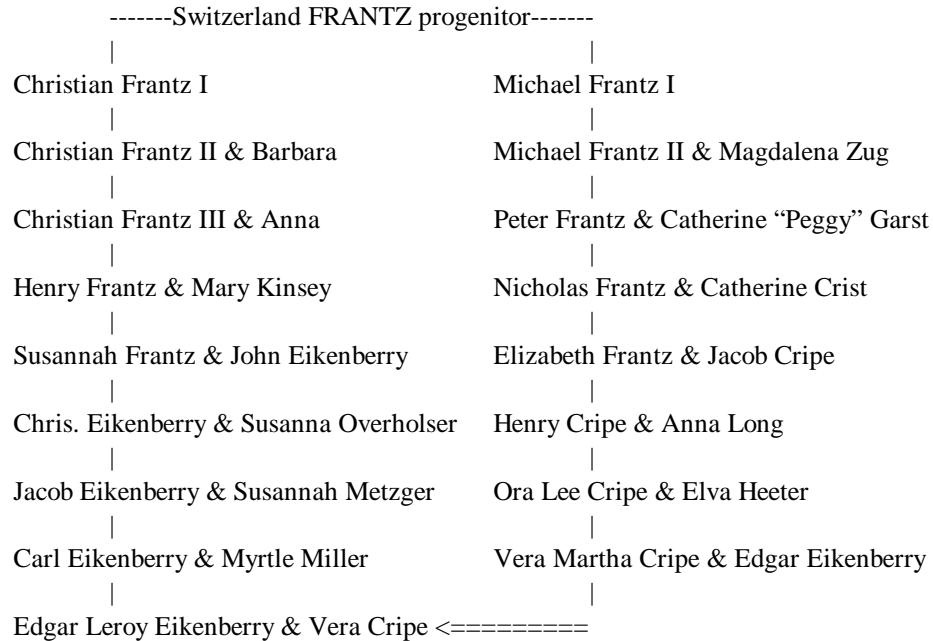 -------Switzerland FRANTZ progenitor-------
| |
Christian Frantz I Michael Frantz I
| |
Christian Frantz II & Barbara Michael Frantz II & Magdalena Zug
| |
Christian Frantz III & Anna Peter Frantz & Catherine “Peggy” Garst
| |
Henry Frantz & Mary Kinsey Nicholas Frantz & Catherine Crist
| |
Susannah Frantz & John Eikenberry Elizabeth Frantz & Jacob Cripe
| |
Chris. Eikenberry & Susanna Overholser Henry Cripe & Anna Long
| |
Jacob Eikenberry & Susannah Metzger Ora Lee Cripe & Elva Heeter
| |
Carl Eikenberry & Myrtle Miller Vera Martha Cripe & Edgar Eikenberry
| |
Edgar Leroy Eikenberry & Vera Cripe <=========